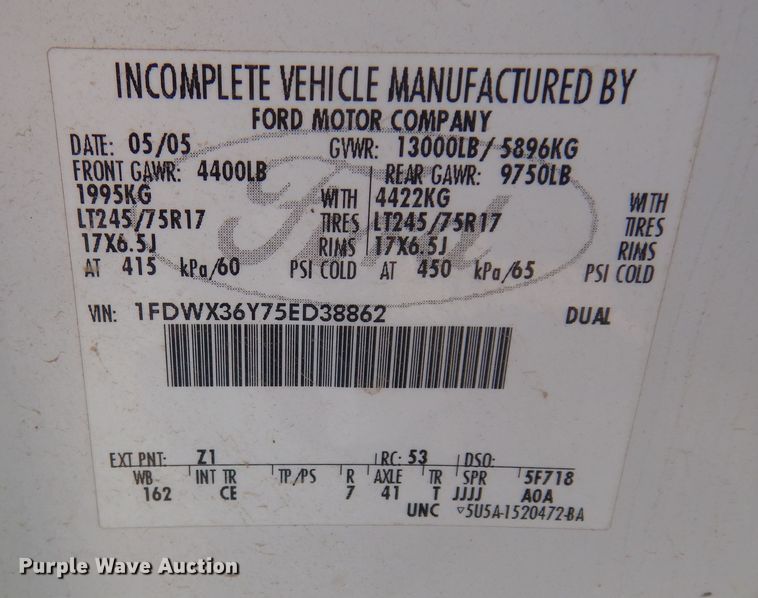 INCOMPLETE VEHICLE MANUFACTURED BY
FORD MOTOR COMPANY
DATE: 05/05 GVWR: 13000LB/ 5896KG
FRONT GAWR: 4400LB REAR GAWR: 9750LB
1995KG WITH 4422KG WITH
LT245/75R17 TIRES LT245/75R17 TIRES
17X6.5J RIMS 17X6.5J RIMS
AT 415 kPa/60 PSI COLD AT 450 kPa/65 PSI COLD
Ford
VIN: 1FDWX36Y75ED38862 DUAL
EXT PNT: Z1 RC: 53 DSO:
WB INT TR TP/PS R AXLE TR SPR 5F718
162 CE 7 41 T JJJJ A0A
UNC ▽5U5A-1520472-BA
Purple Wave Auction